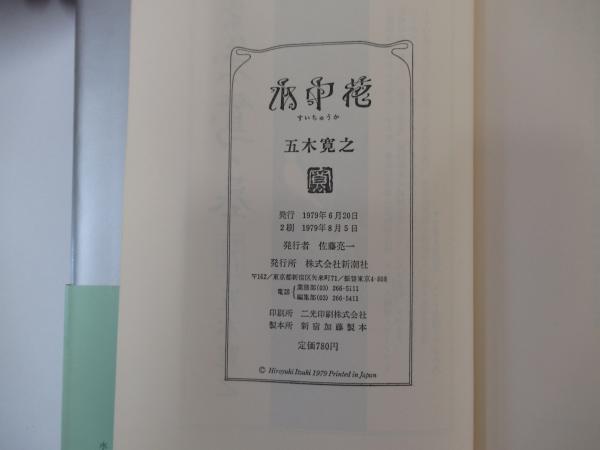 水中花
すいちゅうか
五木寛之
寛
発行 1979年6月20日
2刷 1979年8月5日
発行者 佐藤亮一
発行所 株式会社新潮社
〒162/東京都新宿区矢来町71/振替東京4-808
電話 業務部(03) 266-5111
編集部(03) 266-5411
印刷所 二光印刷株式会社
製本所 新宿加藤製本
定価780円
© Hiroyuki Itsuki 1979 Printed in Japan
水